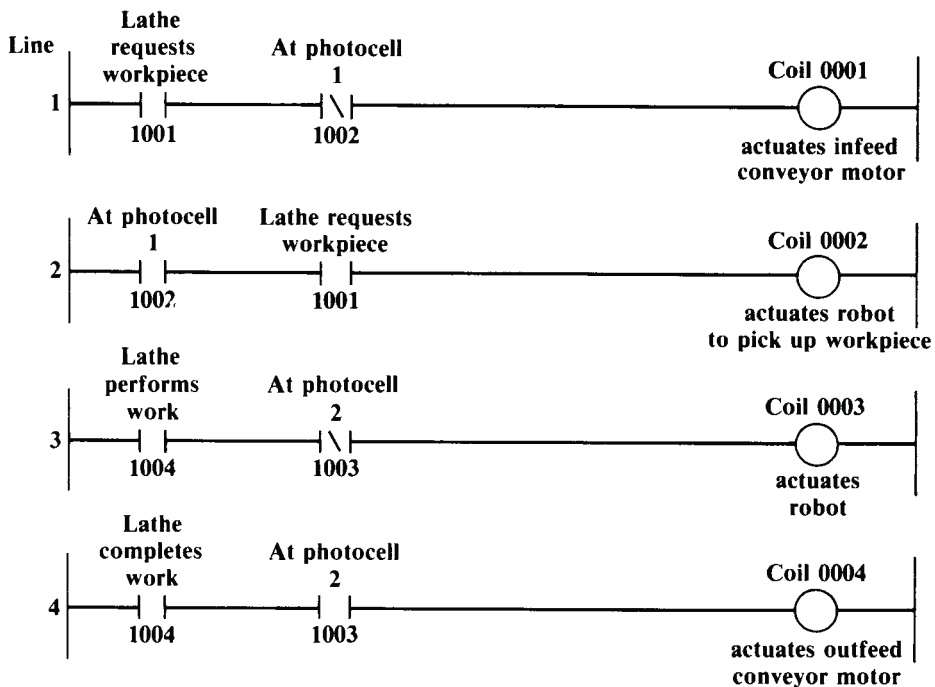 Line
Lathe
requests
workpiece
At photocell
1
Coil 0001
1
1001
1002
actuates infeed
conveyor motor
At photocell
1
Lathe requests
workpiece
Coil 0002
2
1002
1001
actuates robot
to pick up workpiece
Lathe
performs
work
At photocell
2
Coil 0003
3
1004
1003
actuates
robot
Lathe
completes
work
At photocell
2
Coil 0004
4
1004
1003
actuates outfeed
conveyor motor